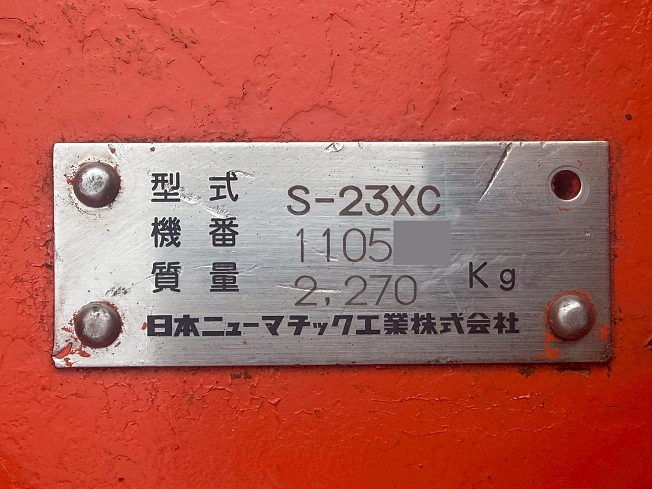 型式 S-23XC
機番 1105
質量 2,270 Kg
日本ニューマチック工業株式会社